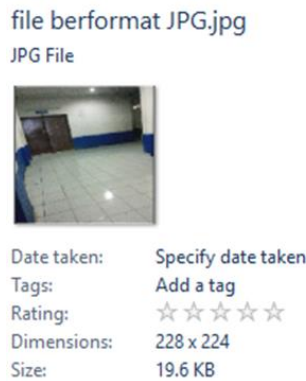 file berformat JPG.jpg
JPG File
Date taken: Specify date taken
Tags: Add a tag
Rating:
Dimensions: 228 x 224
Size: 19.6 KB